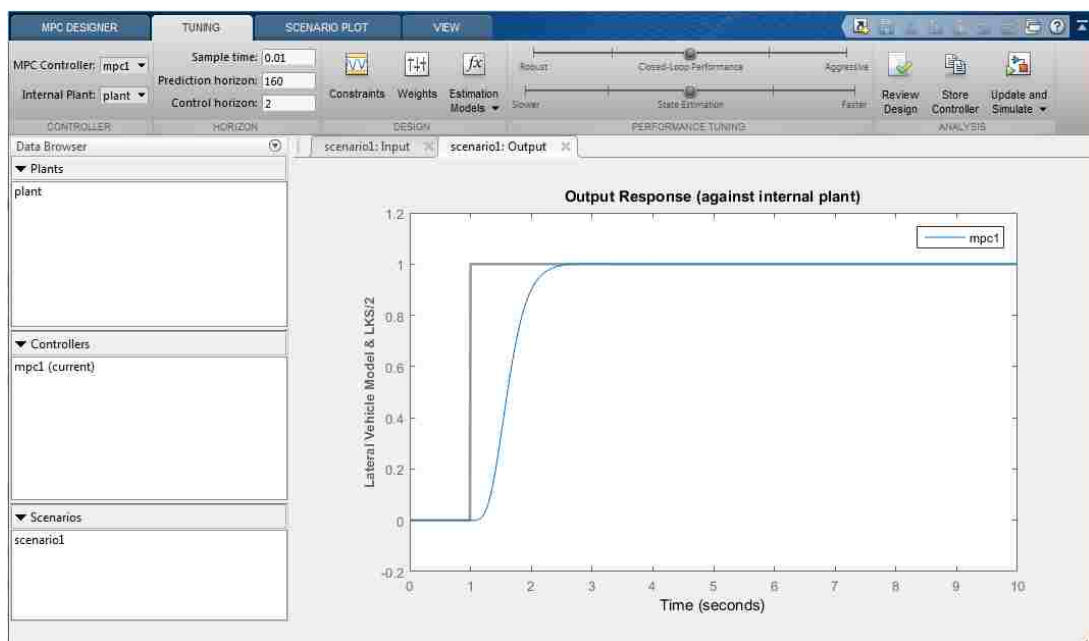 MPC DESIGNER
TUNING
SCENARIO PLOT
VIEW
MPC Controller: mpc1
Internal Plant: plant
CONTROLLER
Sample time: 0.01
Prediction horizon: 160
Control horizon: 2
HORIZON
Constraints
Weights
Estimation
Models
DESIGN
Robust
Closed-Loop Performance
Aggressive
Slower
State Estimation
Faster
PERFORMANCE TUNING
Review
Design
Store
Controller
Update and
Simulate
ANALYSIS
Data Browser
Plants
plant
Controllers
mpc1 (current)
Scenarios
scenario1
scenario1: Input
scenario1: Output
Output Response (against internal plant)
mpc1
Lateral Vehicle Model & LKS/2
1.2
1
0.8
0.6
0.4
0.2
0
-0.2
0 1 2 3 4 5 6 7 8 9 10
Time (seconds)